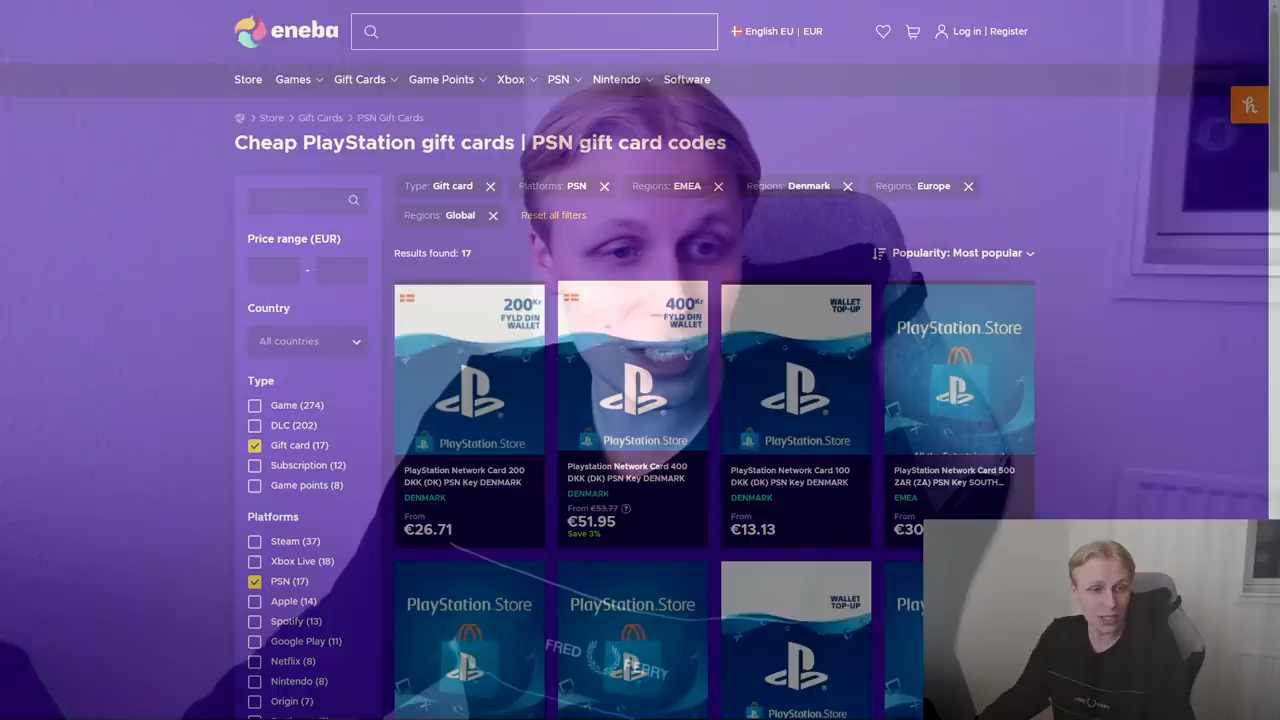 eneba
English EU | EUR
Log in | Register
Store
Games
Gift Cards
Game Points
Xbox
PSN
Nintendo
Software
Store
Gift Cards
PSN Gift Cards
Cheap PlayStation gift cards | PSN gift card codes
Type: Gift card
Platforms: PSN
Regions: EMEA
Regions: Denmark
Regions: Europe
Regions: Global
Reset all filters
Results found: 17
Popularity: Most popular
Price range (EUR)
-
Country
All countries
Type
Game (274)
DLC (202)
Gift card (17)
Subscription (12)
Game points (8)
Platforms
Steam (37)
Xbox Live (18)
PSN (17)
Apple (14)
Spotify (13)
Google Play (11)
Netflix (8)
Nintendo (8)
Origin (7)
200Kr
FYLD DIN
WALLET
PlayStation.Store
PlayStation Network Card 200
DKK (DK) PSN Key DENMARK
DENMARK
From
€26.71
400Kr
FYLD DIN
WALLET
PlayStation.Store
Playstation Network Card 400
DKK (DK) PSN Key DENMARK
DENMARK
From €53.77
€51.95
Save 3%
WALLET
TOP-UP
PlayStation.Store
PlayStation Network Card 100
DKK (DK) PSN Key DENMARK
DENMARK
From
€13.13
PlayStation.Store
PlayStation Network Card 500
ZAR (ZA) PSN Key SOUTH...
EMEA
From
€30
PlayStation.Store
PlayStation.Store
WALLET
TOP-UP
PlayStation.Store
FRED PERRY